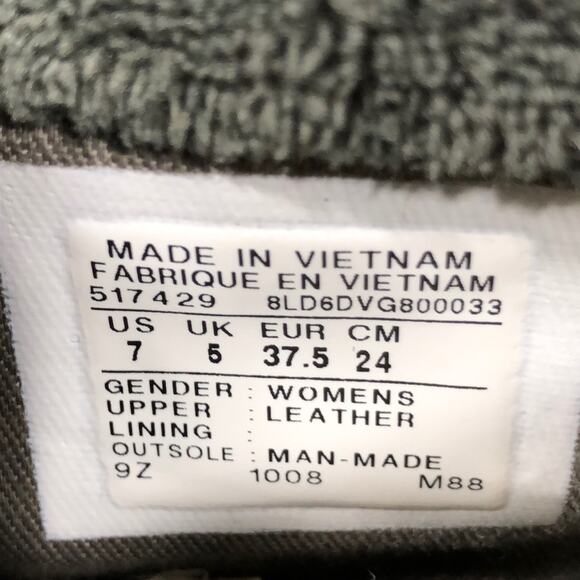 MADE IN VIETNAM
FABRIQUE EN VIETNAM
517429 8LD6DVG800033
US UK EUR CM
7 5 37.5 24
GENDER : WOMENS
UPPER : LEATHER
LINING :
OUTSOLE : MAN-MADE
9Z 1008 M88